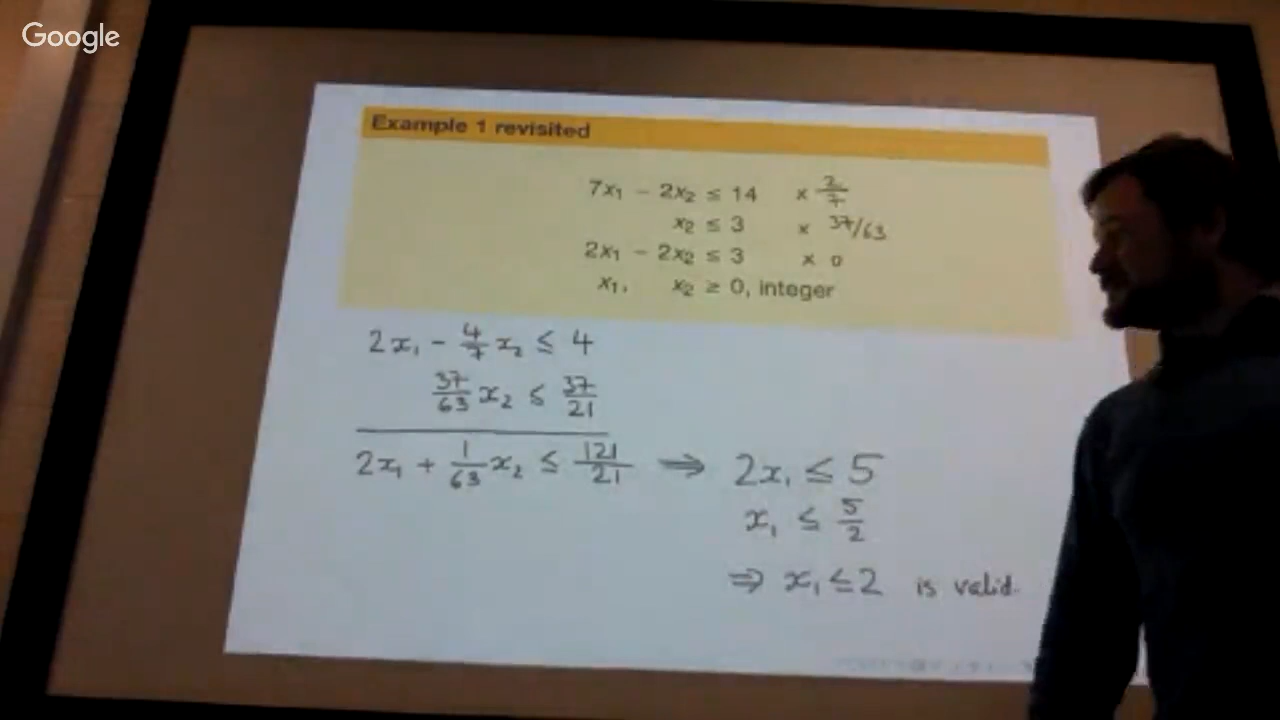 Google
Example 1 revisited
7x₁ − 2x₂ ≤ 14 × 2/7
x₂ ≤ 3 × 37/63
2x₁ − 2x₂ ≤ 3 × 0
x₁, x₂ ≥ 0, integer
2x₁ − 4/7 x₂ ≤ 4
37/63 x₂ ≤ 37/21
2x₁ + 1/63 x₂ ≤ 121/21 ⇒ 2x₁ ≤ 5
x₁ ≤ 5/2
⇒ x₁ ≤ 2 is valid.